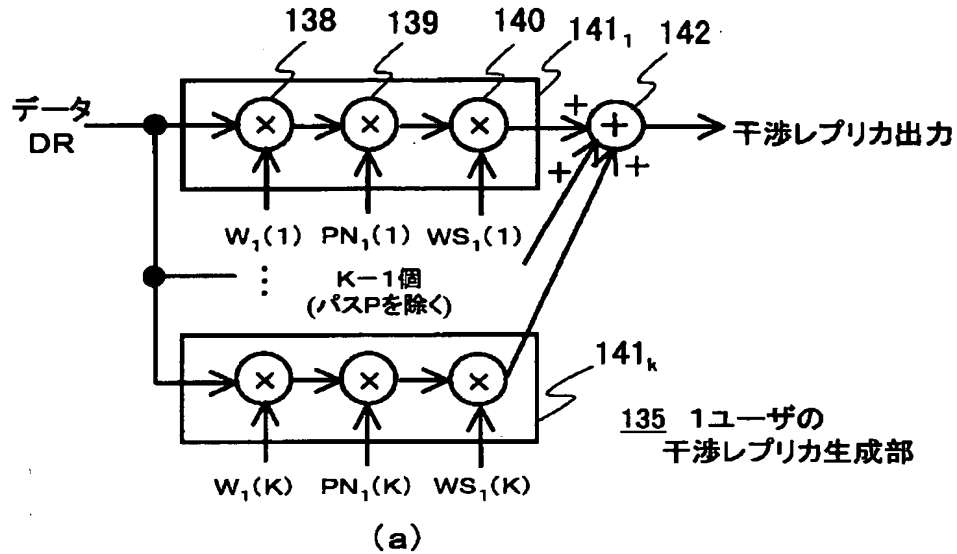 138 139 140 141₁ 142
データ
DR
× × × + + 干渉レプリカ出力
+ +
W₁(1) PN₁(1) WS₁(1)
⋮ K−1個
(パスPを除く)
× × × 141ₖ
135 1ユーザの
干渉レプリカ生成部
W₁(K) PN₁(K) WS₁(K)
(a)